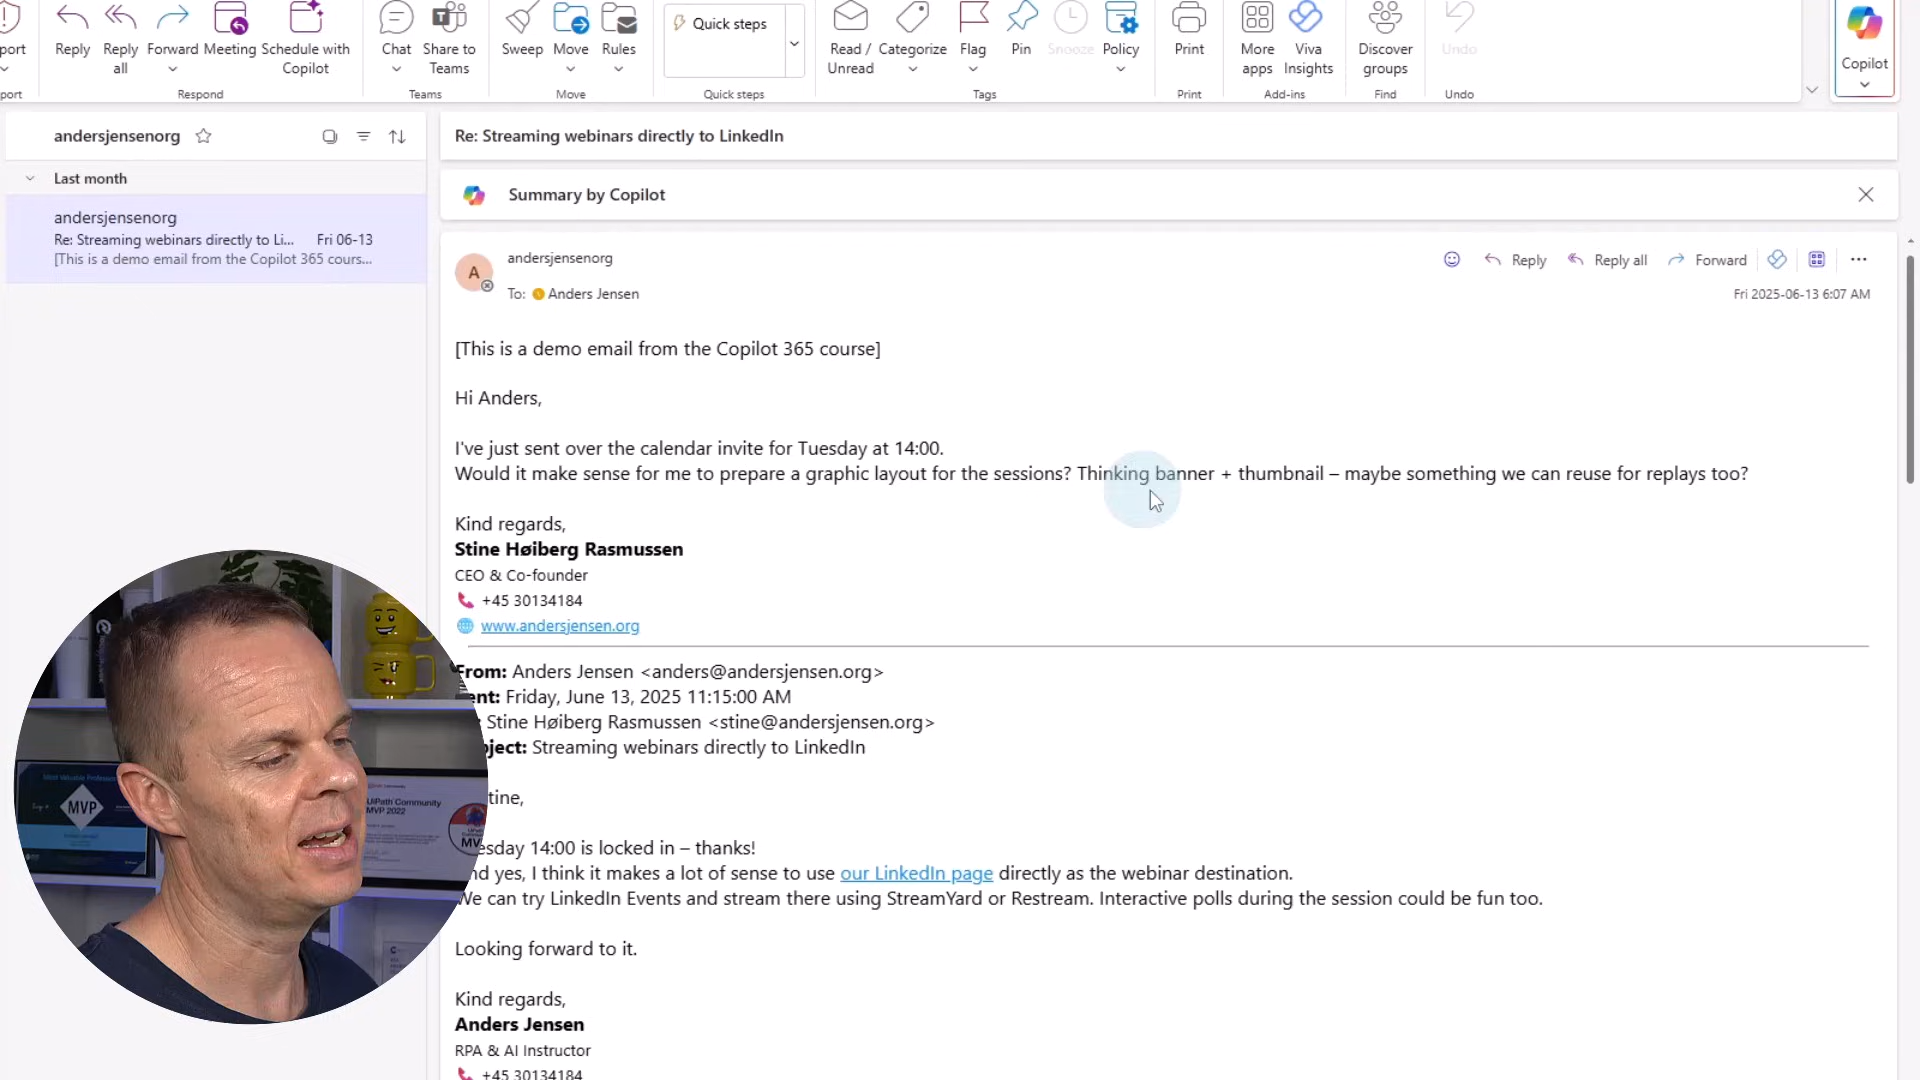 port
Reply
Reply all
Forward
Meeting
Schedule with Copilot
port
Respond
Chat
Share to Teams
Teams
Sweep
Move
Rules
Move
Quick steps
Quick steps
Read / Unread
Categorize
Flag
Pin
Snooze
Policy
Tags
Print
Print
More apps
Viva Insights
Add-ins
Discover groups
Find
Undo
Undo
Copilot
andersjensenorg
Last month
andersjensenorg
Re: Streaming webinars directly to Li... Fri 06-13
[This is a demo email from the Copilot 365 cours...
Re: Streaming webinars directly to LinkedIn
Summary by Copilot
A
andersjensenorg
To: Anders Jensen
Reply
Reply all
Forward
Fri 2025-06-13 6:07 AM
[This is a demo email from the Copilot 365 course]
Hi Anders,
I've just sent over the calendar invite for Tuesday at 14:00.
Would it make sense for me to prepare a graphic layout for the sessions? Thinking banner + thumbnail – maybe something we can reuse for replays too?
Kind regards,
Stine Høiberg Rasmussen
CEO & Co-founder
+45 30134184
www.andersjensen.org
From: Anders Jensen <anders@andersjensen.org>
ent: Friday, June 13, 2025 11:15:00 AM
: Stine Høiberg Rasmussen <stine@andersjensen.org>
bject: Streaming webinars directly to LinkedIn
tine,
esday 14:00 is locked in – thanks!
nd yes, I think it makes a lot of sense to use our LinkedIn page directly as the webinar destination.
We can try LinkedIn Events and stream there using StreamYard or Restream. Interactive polls during the session could be fun too.
Looking forward to it.
Kind regards,
Anders Jensen
RPA & AI Instructor
+45 30134184
MVP
UiPath Community
MVP 2022